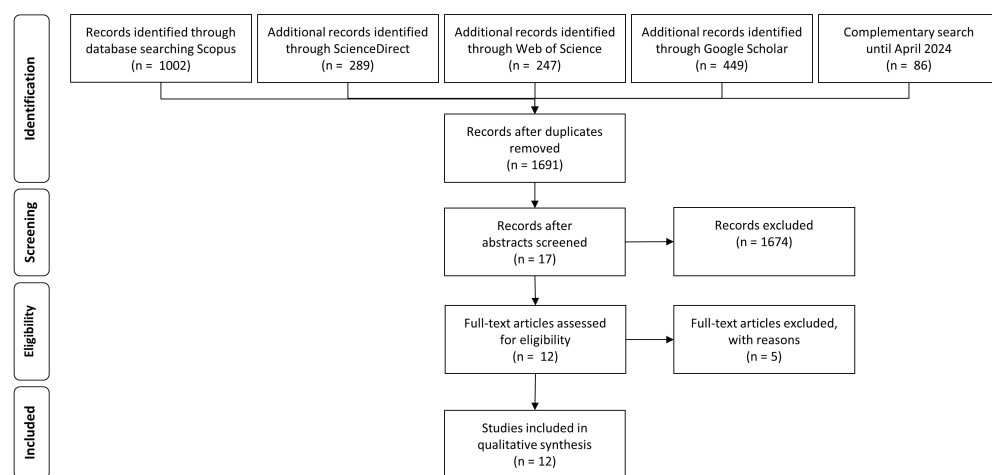 Identification
Records identified through
database searching Scopus
(n = 1002)
Additional records identified
through ScienceDirect
(n = 289)
Additional records identified
through Web of Science
(n = 247)
Additional records identified
through Google Scholar
(n = 449)
Complementary search
until April 2024
(n = 86)
Records after duplicates
removed
(n = 1691)
Screening
Records after
abstracts screened
(n = 17)
Records excluded
(n = 1674)
Eligibility
Full-text articles assessed
for eligibility
(n = 12)
Full-text articles excluded,
with reasons
(n = 5)
Included
Studies included in
qualitative synthesis
(n = 12)